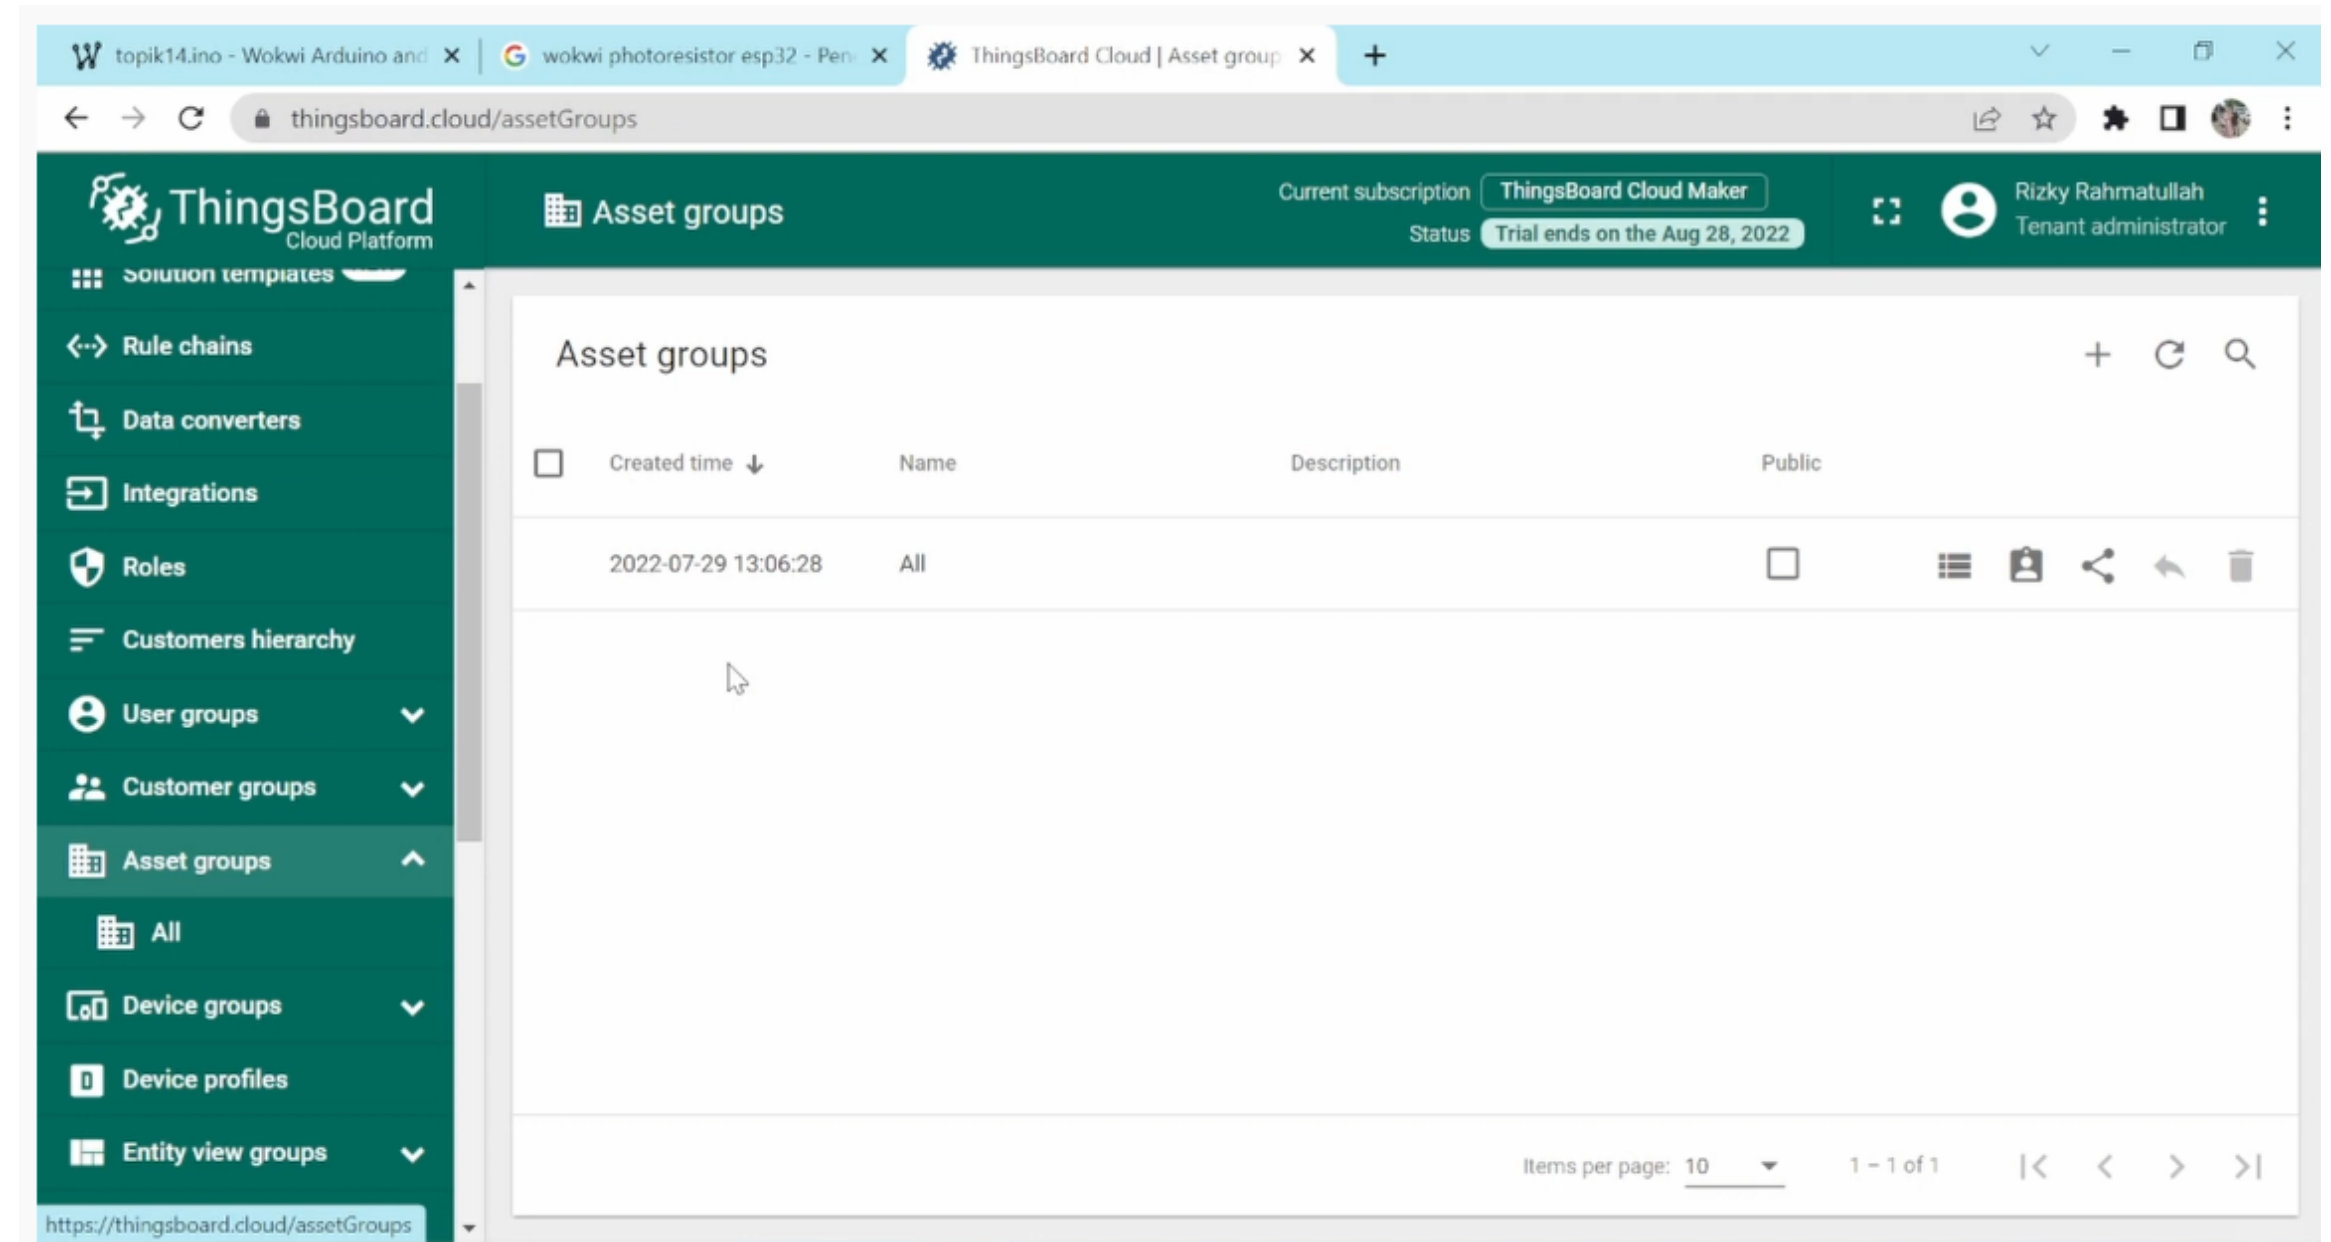 topik14.ino - Wokwi Arduino and
wokwi photoresistor esp32 - Pen
ThingsBoard Cloud | Asset group
thingsboard.cloud/assetGroups
ThingsBoard
Cloud Platform
Asset groups
Current subscription ThingsBoard Cloud Maker
Status Trial ends on the Aug 28, 2022
Rizky Rahmatullah
Tenant administrator
Solution templates
Rule chains
Data converters
Integrations
Roles
Customers hierarchy
User groups
Customer groups
Asset groups
All
Device groups
Device profiles
Entity view groups
https://thingsboard.cloud/assetGroups
Asset groups
Created time Name Description Public
2022-07-29 13:06:28 All
Items per page: 10 1 – 1 of 1